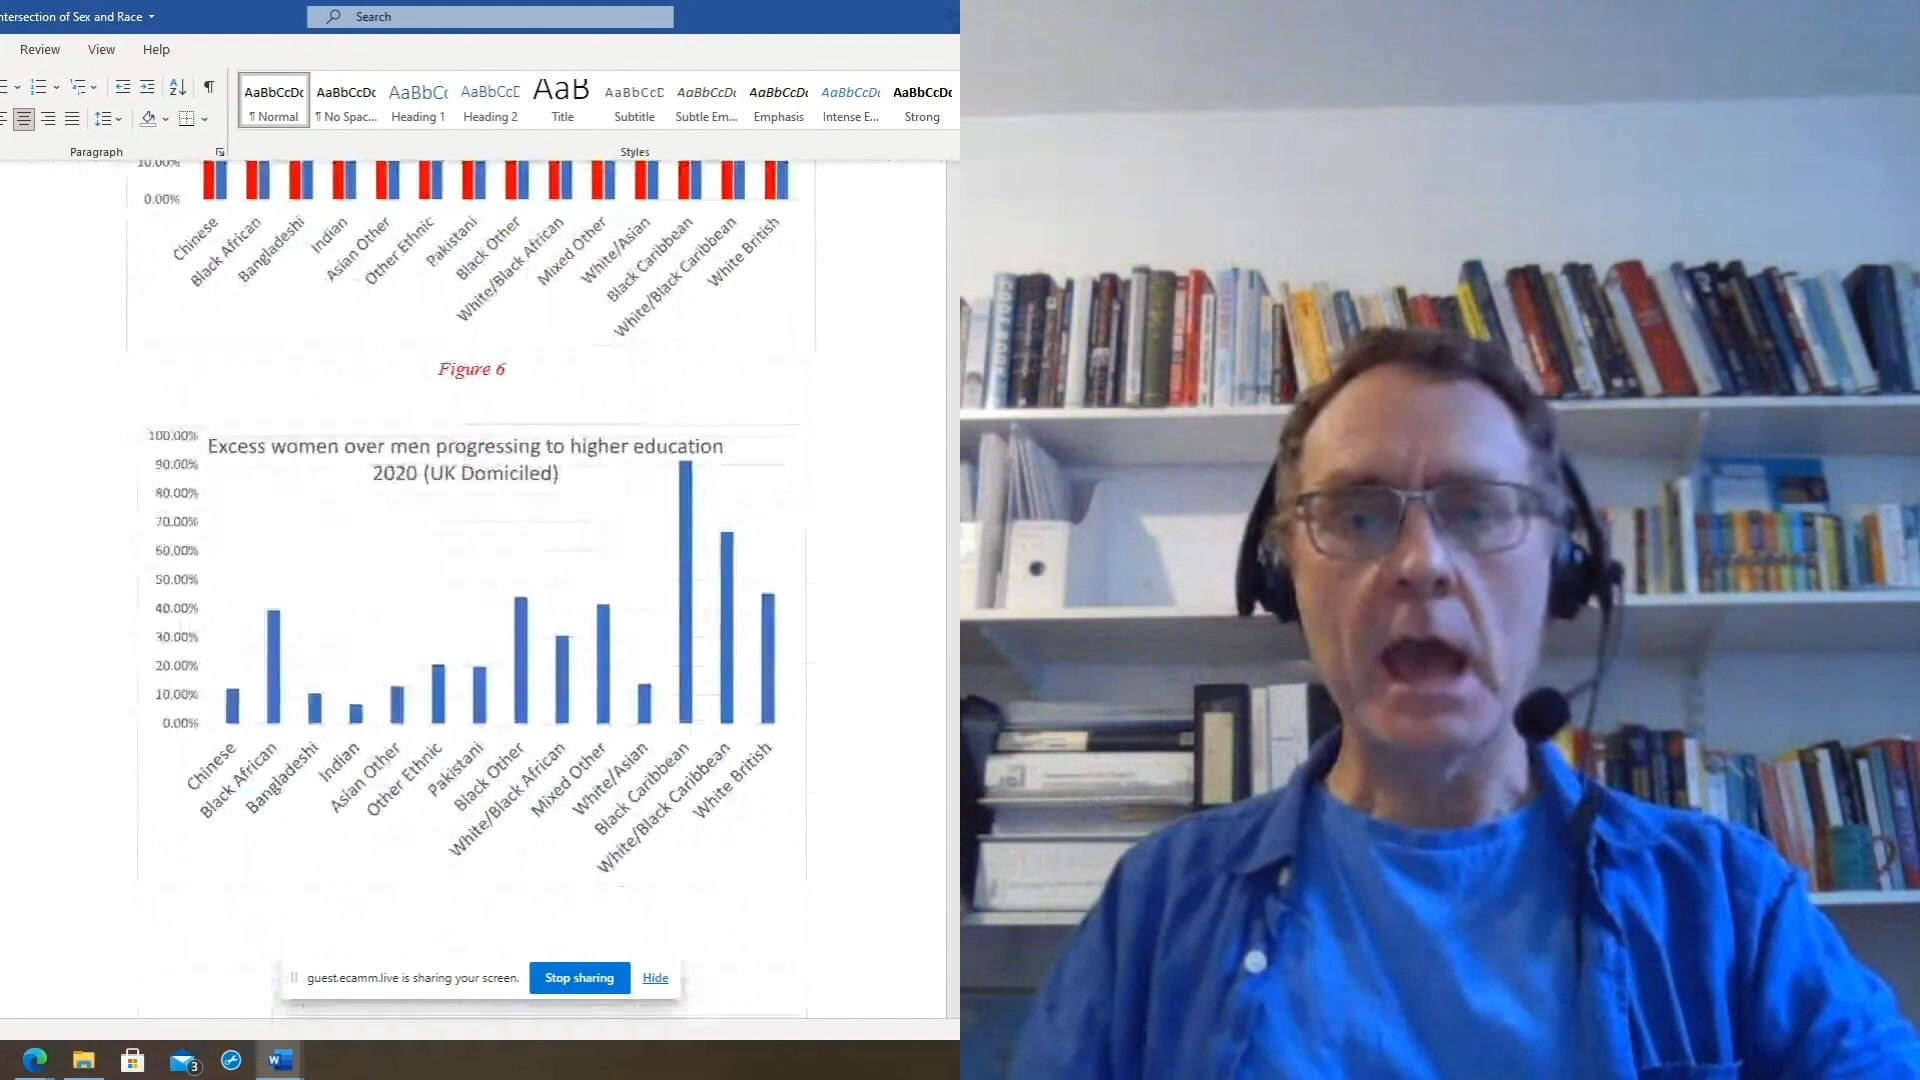 ntersection of Sex and Race
Search
Review View Help
AaBbCcDc AaBbCcDc AaBbCc AaBbCcD AaB AaBbCcD AaBbCcDc AaBbCcDc AaBbCcDc AaBbCcDc
¶ Normal ¶ No Spac... Heading 1 Heading 2 Title Subtitle Subtle Em... Emphasis Intense E... Strong
Paragraph Styles
10.00%
0.00%
Chinese
Black African
Bangladeshi
Indian
Asian Other
Other Ethnic
Pakistani
Black Other
White/Black African
Mixed Other
White/Asian
Black Caribbean
White/Black Caribbean
White British
Figure 6
Excess women over men progressing to higher education
2020 (UK Domiciled)
100.00%
90.00%
80.00%
70.00%
60.00%
50.00%
40.00%
30.00%
20.00%
10.00%
0.00%
Chinese
Black African
Bangladeshi
Indian
Asian Other
Other Ethnic
Pakistani
Black Other
White/Black African
Mixed Other
White/Asian
Black Caribbean
White/Black Caribbean
White British
guest.ecamm.live is sharing your screen. Stop sharing Hide
3